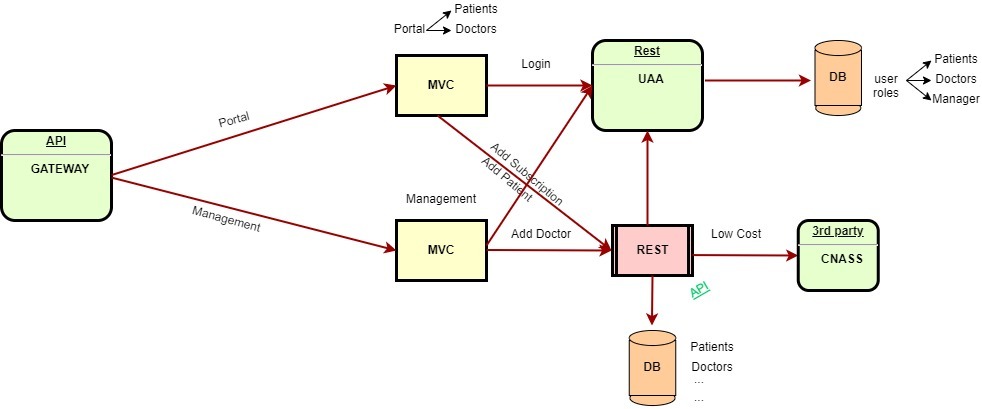 Patients
Portal
Doctors
MVC
Login
Rest
UAA
DB
user
roles
Patients
Doctors
Manager
API
GATEWAY
Portal
Management
Add Subscription
Add Patient
Management
MVC
Add Doctor
REST
API
Low Cost
3rd party
CNASS
DB
Patients
Doctors
...
...